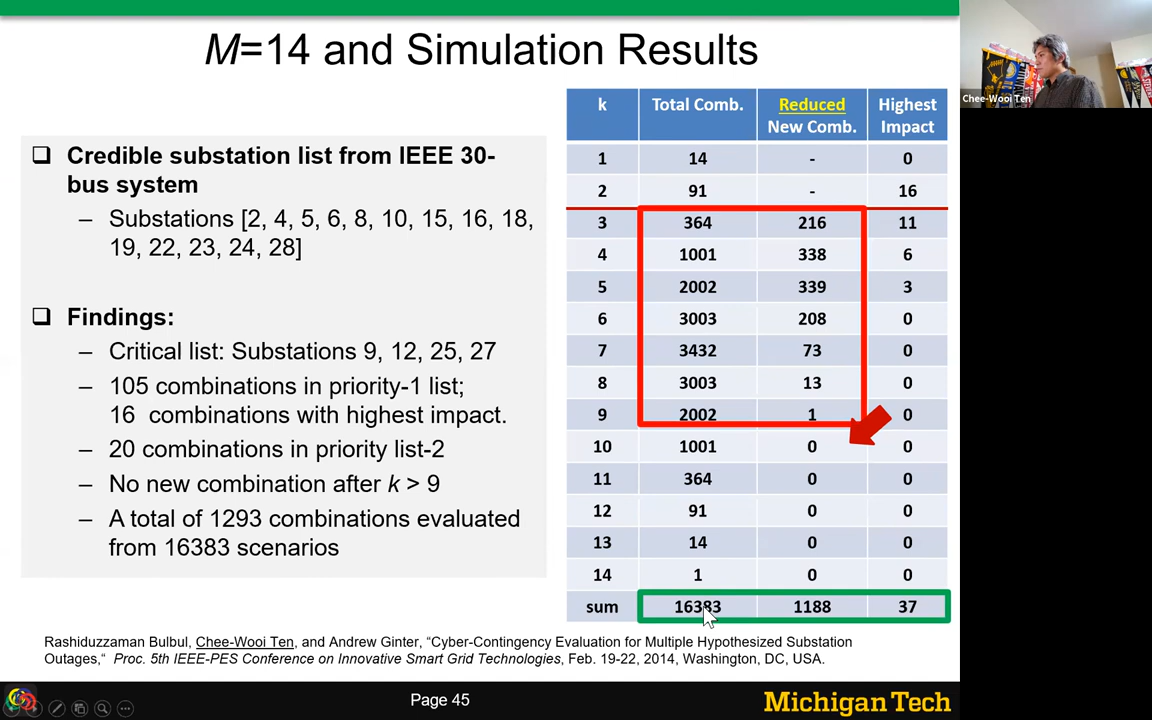 M=14 and Simulation Results
Chee-Wooi Ten
❑ Credible substation list from IEEE 30-
bus system
– Substations [2, 4, 5, 6, 8, 10, 15, 16, 18,
19, 22, 23, 24, 28]
❑ Findings:
– Critical list: Substations 9, 12, 25, 27
– 105 combinations in priority-1 list;
16 combinations with highest impact.
– 20 combinations in priority list-2
– No new combination after k > 9
– A total of 1293 combinations evaluated
from 16383 scenarios
k Total Comb. Reduced New Comb. Highest Impact
1 14 - 0
2 91 - 16
3 364 216 11
4 1001 338 6
5 2002 339 3
6 3003 208 0
7 3432 73 0
8 3003 13 0
9 2002 1 0
10 1001 0 0
11 364 0 0
12 91 0 0
13 14 0 0
14 1 0 0
sum 16383 1188 37
Rashiduzzaman Bulbul, Chee-Wooi Ten, and Andrew Ginter, “Cyber-Contingency Evaluation for Multiple Hypothesized Substation
Outages,“ Proc. 5th IEEE-PES Conference on Innovative Smart Grid Technologies, Feb. 19-22, 2014, Washington, DC, USA.
Page 45
Michigan Tech